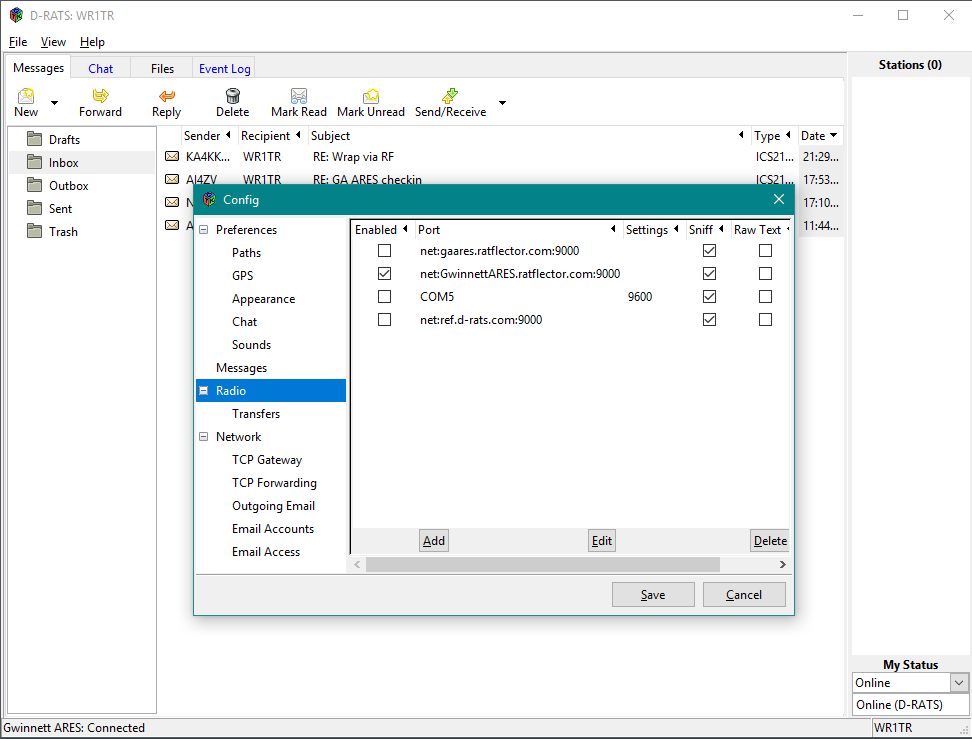 D-RATS: WR1TR
File View Help
Messages Chat Files Event Log
New Forward Reply Delete Mark Read Mark Unread Send/Receive
Drafts
Inbox
Outbox
Sent
Trash
Sender Recipient Subject Type Date
KA4KK... WR1TR RE: Wrap via RF ICS21... 21:29...
AI4ZV WR1TR RE: GA ARES checkin ICS21... 17:53...
N 17:10...
A 11:44...
Config
Preferences
Paths
GPS
Appearance
Chat
Sounds
Messages
Radio
Transfers
Network
TCP Gateway
TCP Forwarding
Outgoing Email
Email Accounts
Email Access
Enabled Port Settings Sniff Raw Text
net:gaares.ratflector.com:9000
net:GwinnettARES.ratflector.com:9000
COM5 9600
net:ref.d-rats.com:9000
Add Edit Delete
Save Cancel
Stations (0)
My Status
Online
Online (D-RATS)
Gwinnett ARES: Connected
WR1TR